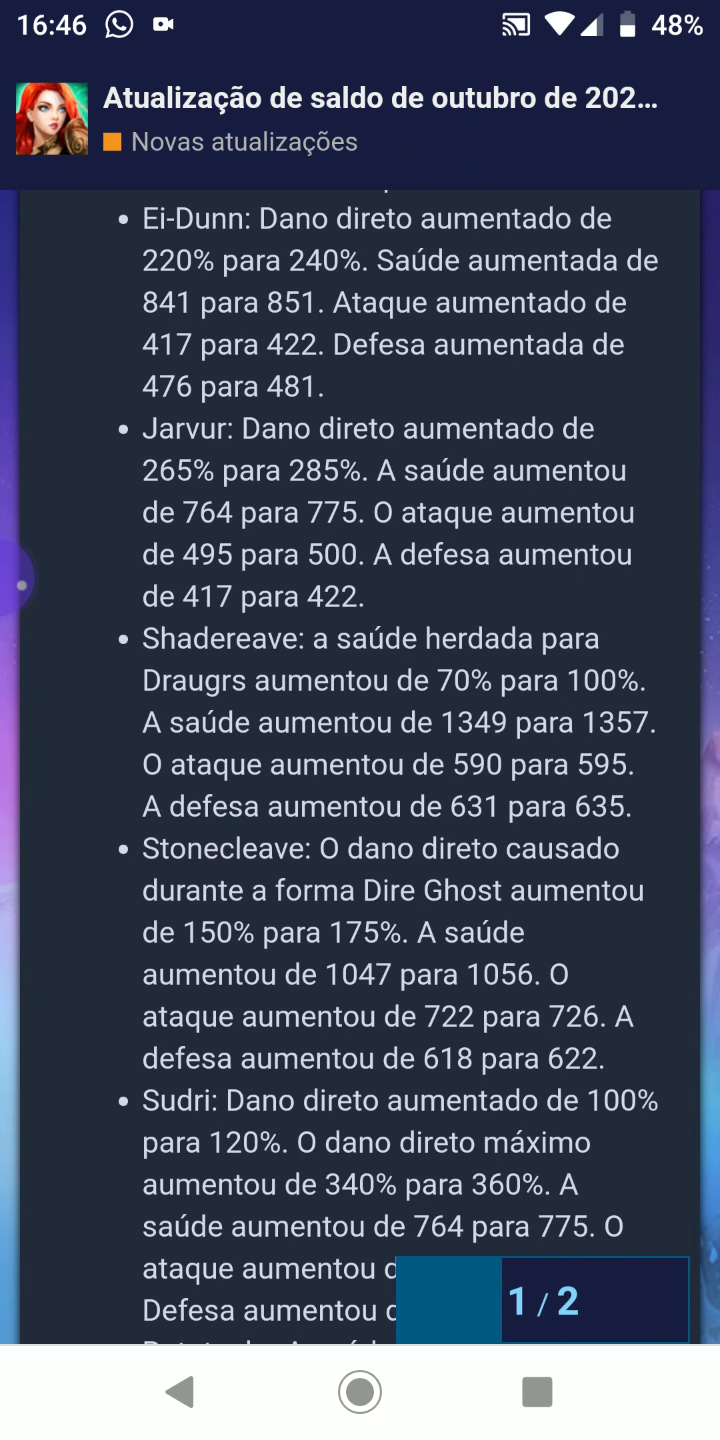 16:46
48%
Atualização de saldo de outubro de 202...
Novas atualizações
• Ei-Dunn: Dano direto aumentado de
220% para 240%. Saúde aumentada de
841 para 851. Ataque aumentado de
417 para 422. Defesa aumentada de
476 para 481.
• Jarvur: Dano direto aumentado de
265% para 285%. A saúde aumentou
de 764 para 775. O ataque aumentou
de 495 para 500. A defesa aumentou
de 417 para 422.
• Shadereave: a saúde herdada para
Draugrs aumentou de 70% para 100%.
A saúde aumentou de 1349 para 1357.
O ataque aumentou de 590 para 595.
A defesa aumentou de 631 para 635.
• Stonecleave: O dano direto causado
durante a forma Dire Ghost aumentou
de 150% para 175%. A saúde
aumentou de 1047 para 1056. O
ataque aumentou de 722 para 726. A
defesa aumentou de 618 para 622.
• Sudri: Dano direto aumentado de 100%
para 120%. O dano direto máximo
aumentou de 340% para 360%. A
saúde aumentou de 764 para 775. O
ataque aumentou
Defesa aumentou
1 / 2